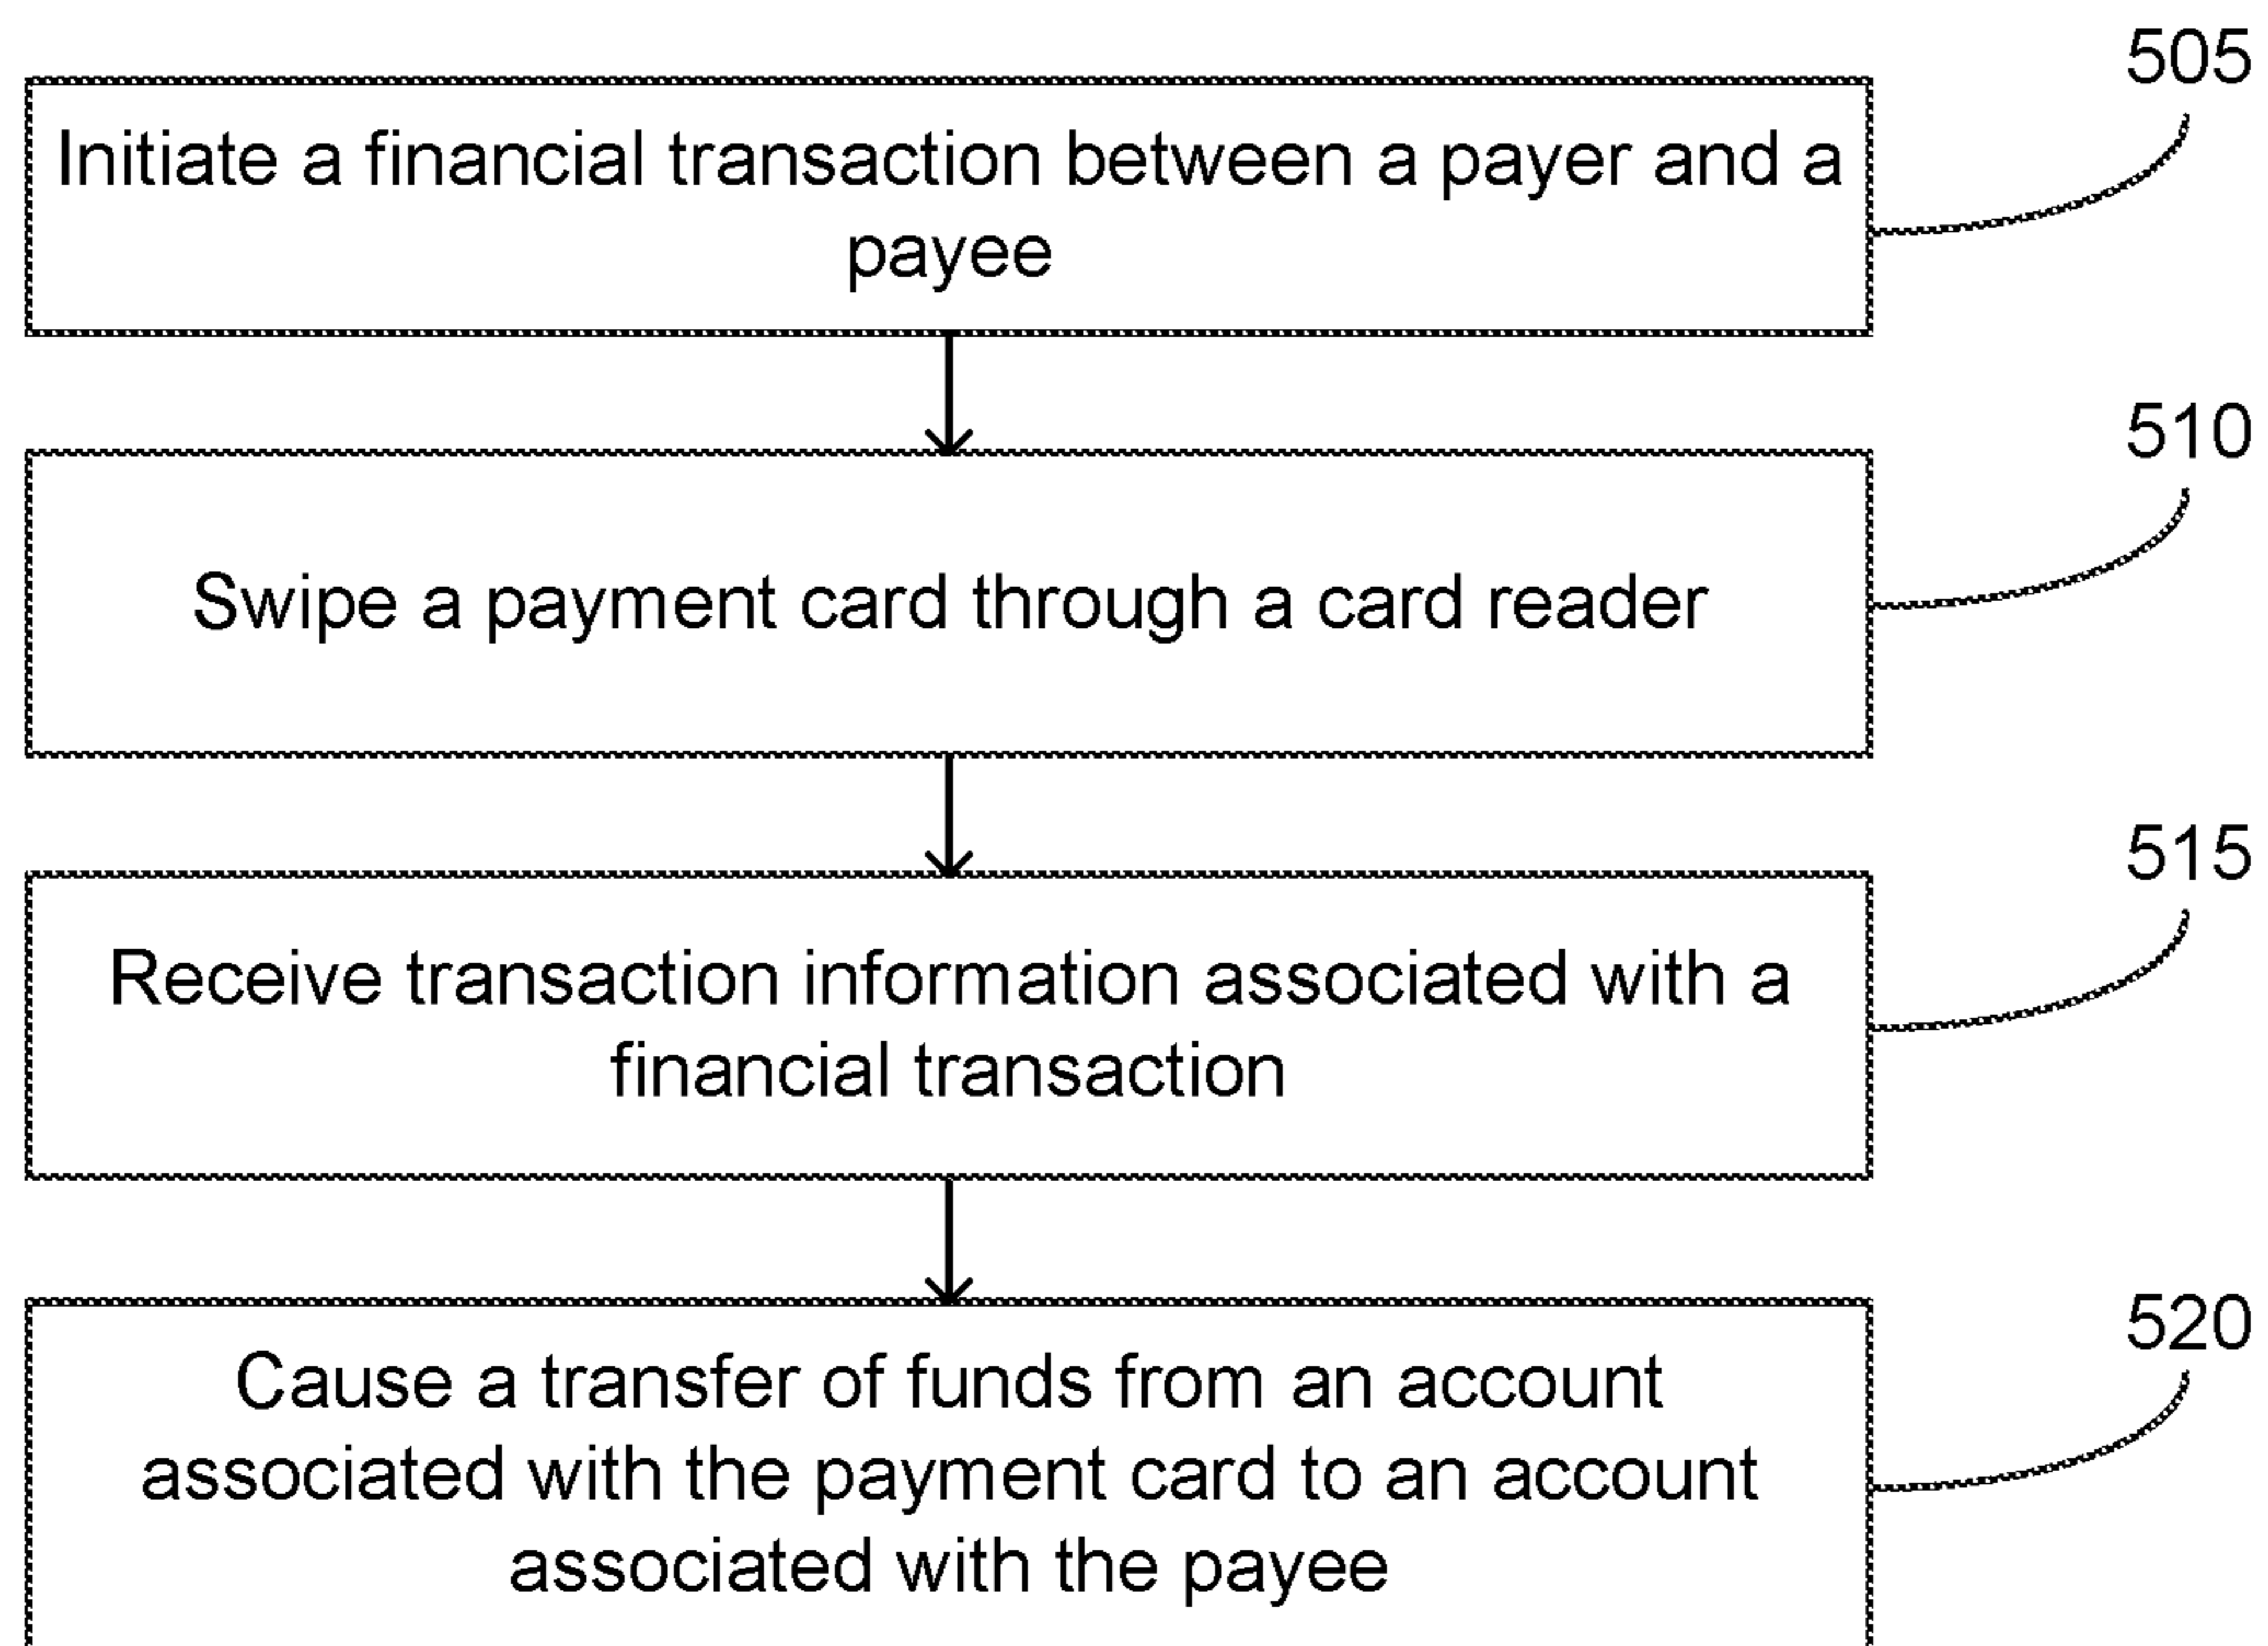 505
Initiate a financial transaction between a payer and a
payee
510
Swipe a payment card through a card reader
515
Receive transaction information associated with a
financial transaction
520
Cause a transfer of funds from an account
associated with the payment card to an account
associated with the payee